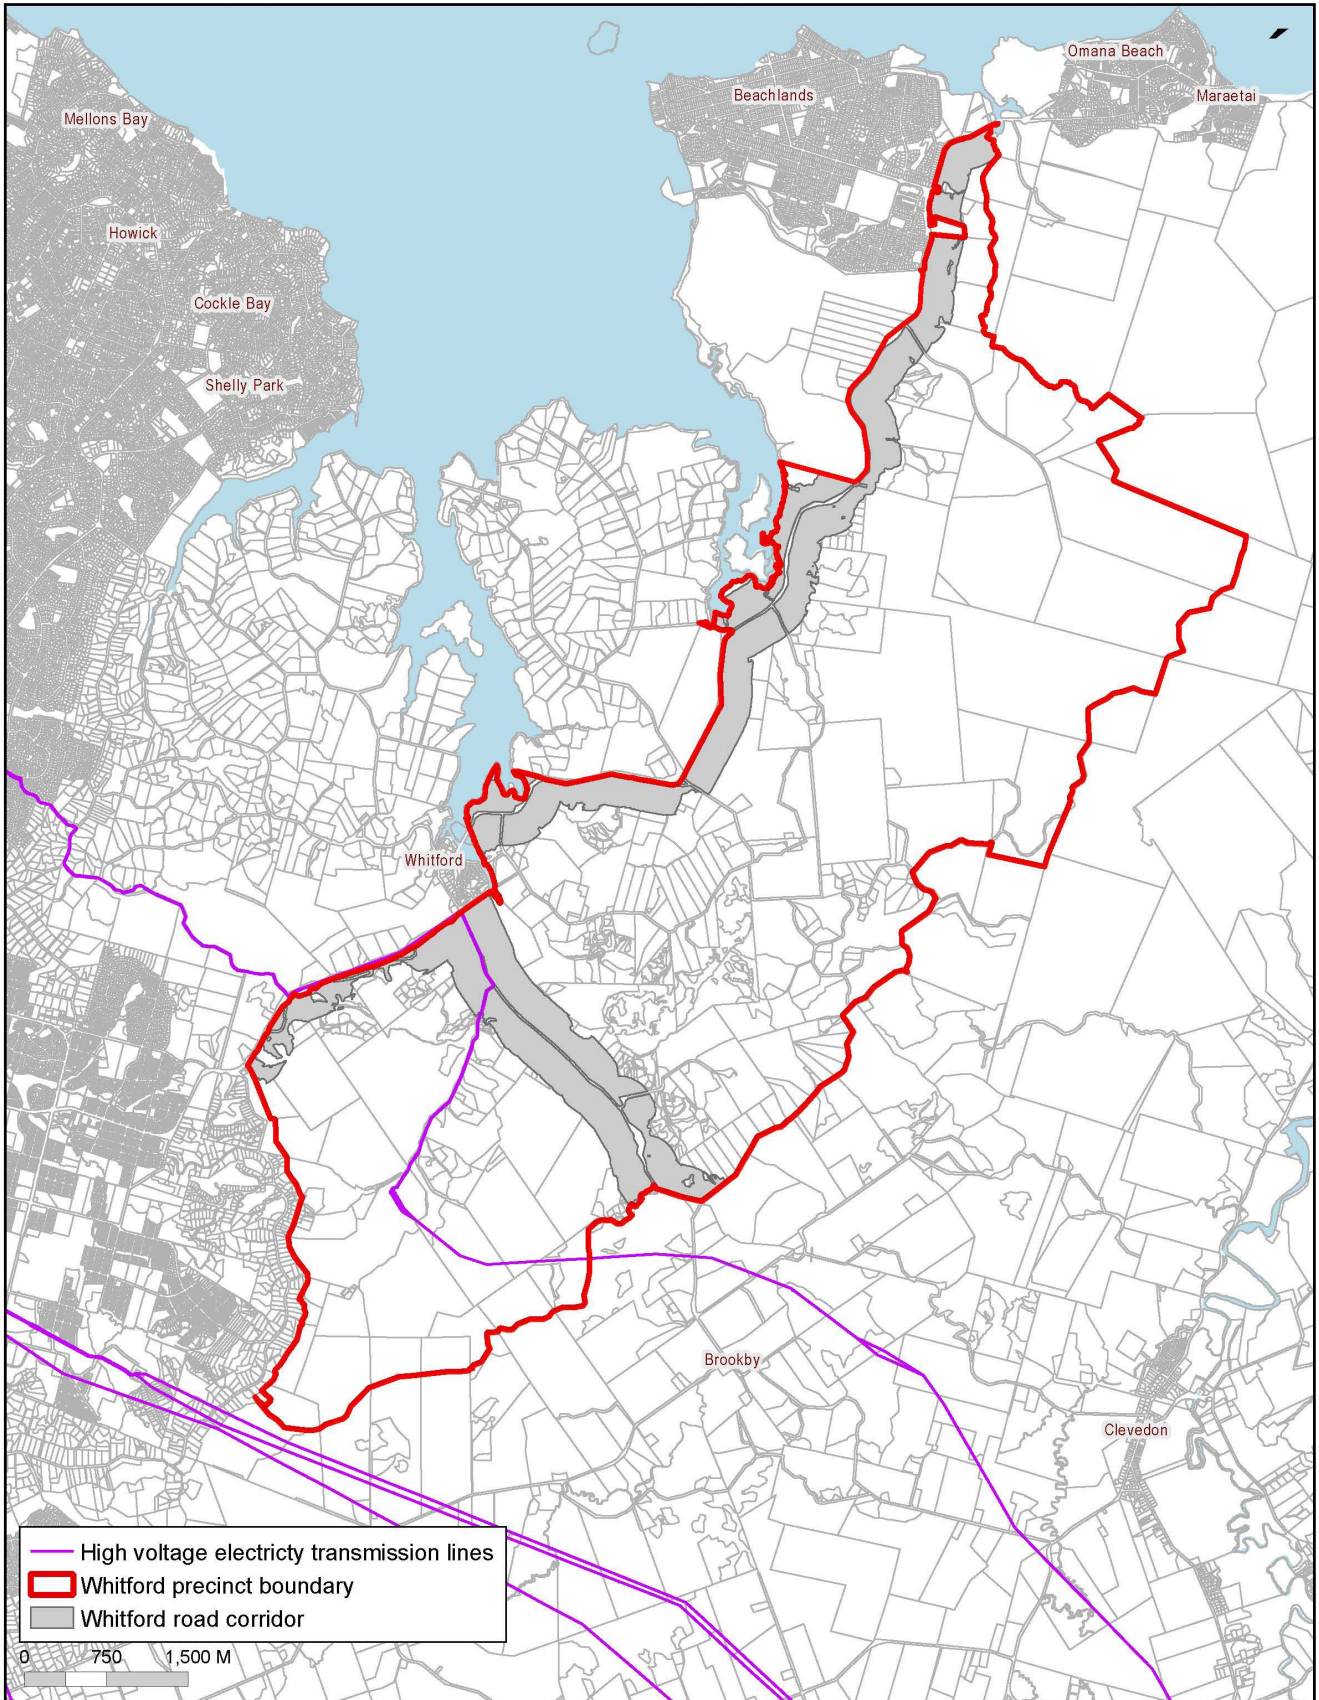 Omana Beach
Beachlands
Maraetai
Mellons Bay
Howick
Cockle Bay
Shelly Park
Whitford
Brookby
Clevedon
High voltage electricty transmission lines
Whitford precinct boundary
Whitford road corridor
0 750 1,500 M